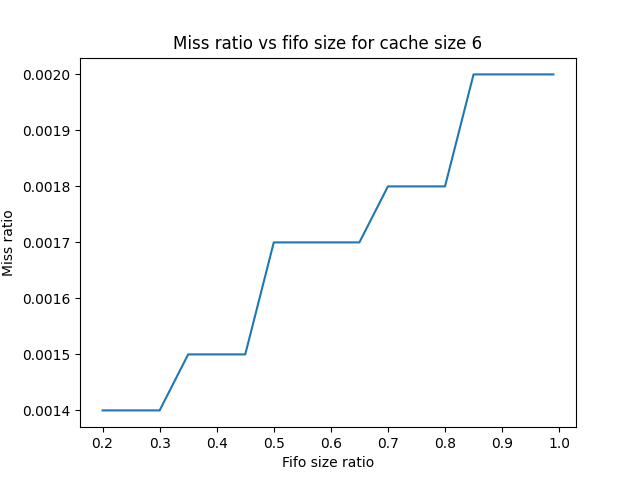 Miss ratio vs fifo size for cache size 6
0.0020
0.0019
0.0018
0.0017
0.0016
0.0015
0.0014
Miss ratio
0.2 0.3 0.4 0.5 0.6 0.7 0.8 0.9 1.0
Fifo size ratio